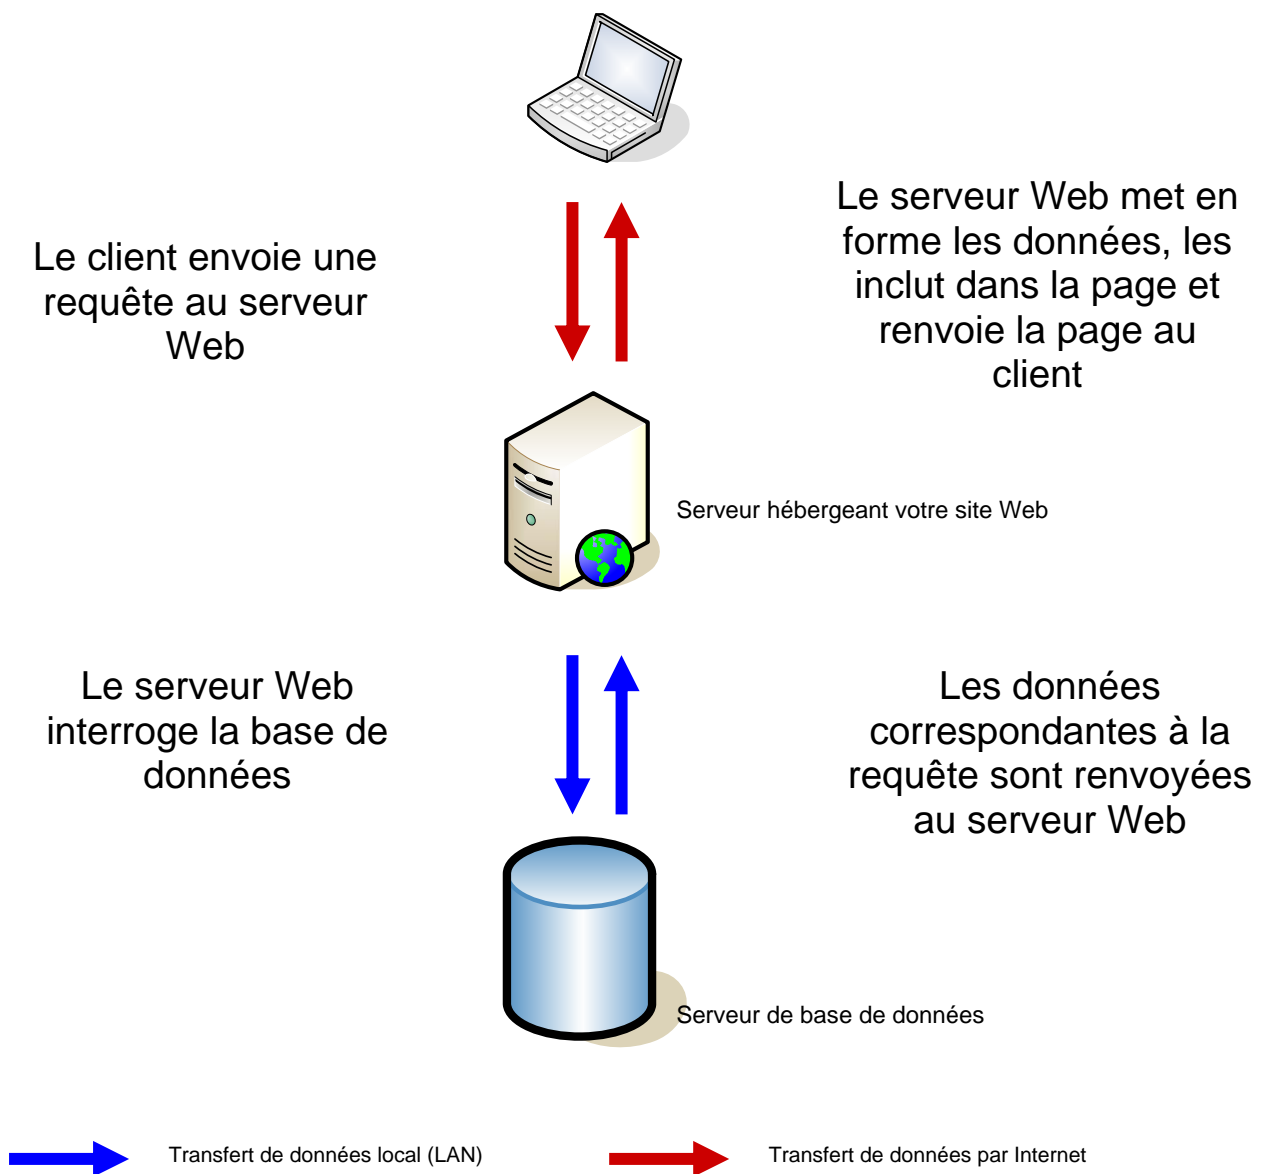 Le client envoie une
requête au serveur
Web
Le serveur Web met en
forme les données, les
inclut dans la page et
renvoie la page au
client
Serveur hébergeant votre site Web
Le serveur Web
interroge la base de
données
Les données
correspondantes à la
requête sont renvoyées
au serveur Web
Serveur de base de données
Transfert de données local (LAN)
Transfert de données par Internet